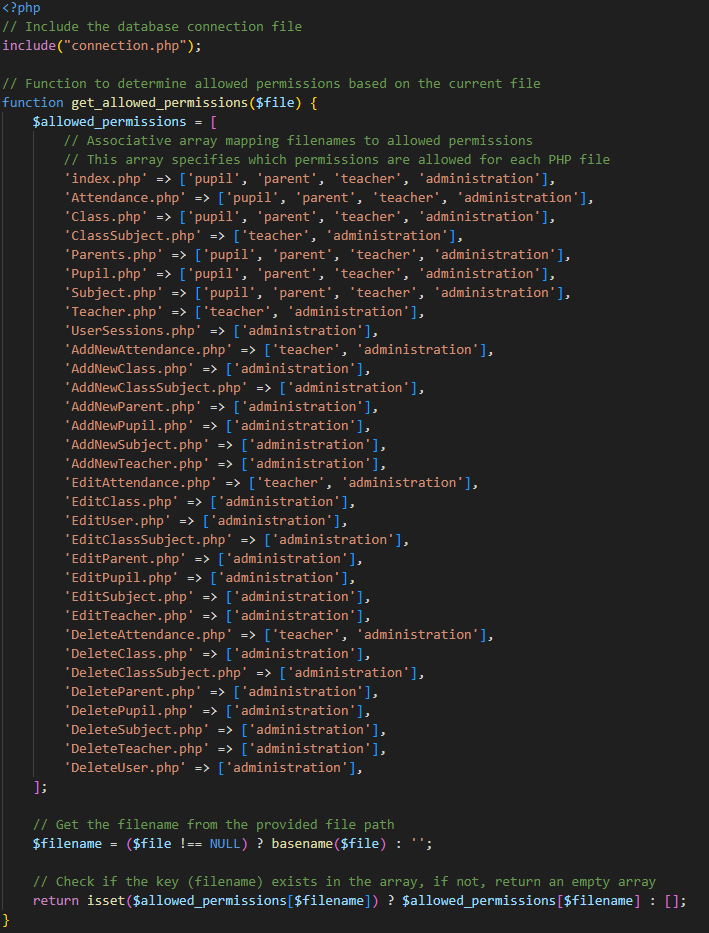 <?php
// Include the database connection file
include("connection.php");

// Function to determine allowed permissions based on the current file
function get_allowed_permissions($file) {
    $allowed_permissions = [
        // Associative array mapping filenames to allowed permissions
        // This array specifies which permissions are allowed for each PHP file
        'index.php' => ['pupil', 'parent', 'teacher', 'administration'],
        'Attendance.php' => ['pupil', 'parent', 'teacher', 'administration'],
        'Class.php' => ['pupil', 'parent', 'teacher', 'administration'],
        'ClassSubject.php' => ['teacher', 'administration'],
        'Parents.php' => ['pupil', 'parent', 'teacher', 'administration'],
        'Pupil.php' => ['pupil', 'parent', 'teacher', 'administration'],
        'Subject.php' => ['pupil', 'parent', 'teacher', 'administration'],
        'Teacher.php' => ['teacher', 'administration'],
        'UserSessions.php' => ['administration'],
        'AddNewAttendance.php' => ['teacher', 'administration'],
        'AddNewClass.php' => ['administration'],
        'AddNewClassSubject.php' => ['administration'],
        'AddNewParent.php' => ['administration'],
        'AddNewPupil.php' => ['administration'],
        'AddNewSubject.php' => ['administration'],
        'AddNewTeacher.php' => ['administration'],
        'EditAttendance.php' => ['teacher', 'administration'],
        'EditClass.php' => ['administration'],
        'EditUser.php' => ['administration'],
        'EditClassSubject.php' => ['administration'],
        'EditParent.php' => ['administration'],
        'EditPupil.php' => ['administration'],
        'EditSubject.php' => ['administration'],
        'EditTeacher.php' => ['administration'],
        'DeleteAttendance.php' => ['teacher', 'administration'],
        'DeleteClass.php' => ['administration'],
        'DeleteClassSubject.php' => ['administration'],
        'DeleteParent.php' => ['administration'],
        'DeletePupil.php' => ['administration'],
        'DeleteSubject.php' => ['administration'],
        'DeleteTeacher.php' => ['administration'],
        'DeleteUser.php' => ['administration'],
    ];

    // Get the filename from the provided file path
    $filename = ($file !== NULL) ? basename($file) : '';

    // Check if the key (filename) exists in the array, if not, return an empty array
    return isset($allowed_permissions[$filename]) ? $allowed_permissions[$filename] : [];
}